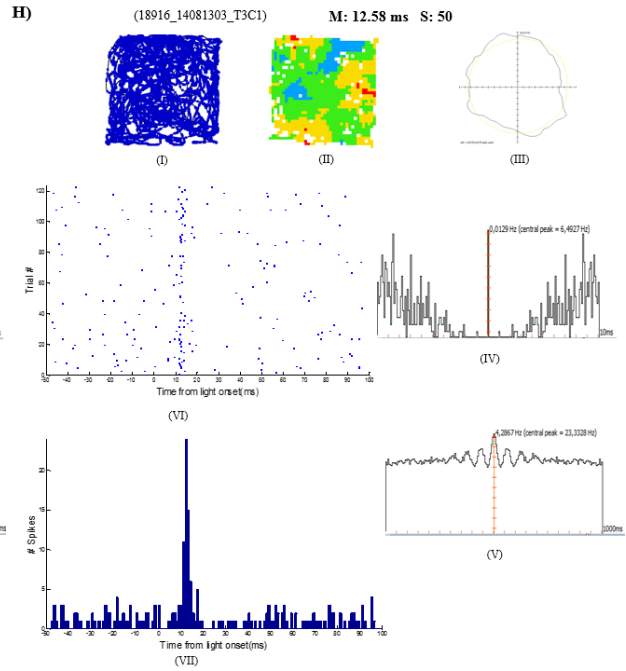 H)
(18916_14081303_T3C1)
M: 12.58 ms S: 50
(I)
(II)
(III)
120
100
80
60
40
20
0
Trial #
-50 -40 -30 -20 -10 0 10 20 30 40 50 60 70 80 90 100
Time from light onset(ms)
(VI)
0,0129 Hz (central peak = 6,4927 Hz)
10ms
(IV)
20
15
10
5
0
# Spikes
ms
-50 -40 -30 -20 -10 0 10 20 30 40 50 60 70 80 90 100
Time from light onset(ms)
(VII)
4,2867 Hz (central peak = 23,3328 Hz)
1000ms
(V)